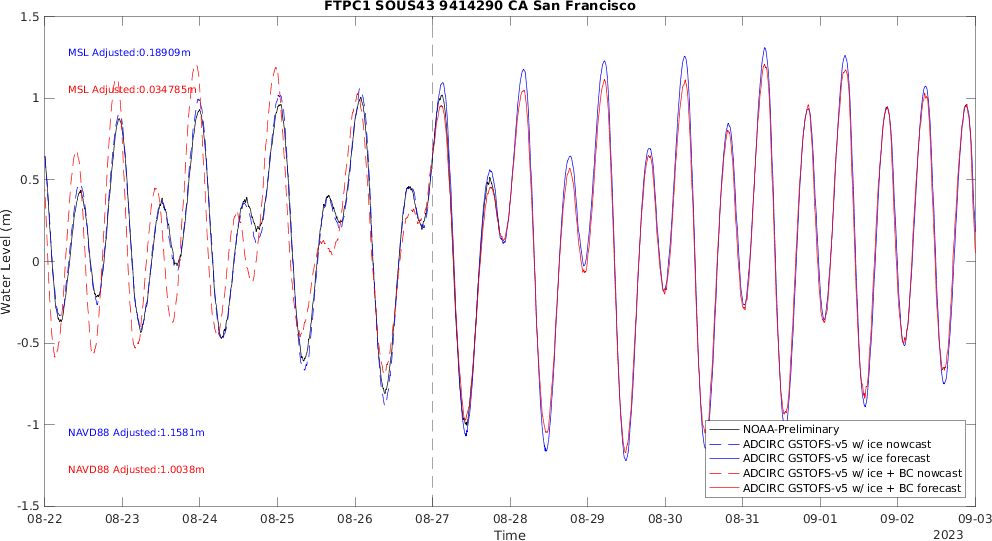 FTPC1 SOUS43 9414290 CA San Francisco
1.5
MSL Adjusted:0.18909m
MSL Adjusted:0.034785m
1
0.5
0
-0.5
-1
-1.5
Water Level (m)
NAVD88 Adjusted:1.1581m
NAVD88 Adjusted:1.0038m
NOAA-Preliminary
ADCIRC GSTOFS-v5 w/ ice nowcast
ADCIRC GSTOFS-v5 w/ ice forecast
ADCIRC GSTOFS-v5 w/ ice + BC nowcast
ADCIRC GSTOFS-v5 w/ ice + BC forecast
08-22 08-23 08-24 08-25 08-26 08-27 08-28 08-29 08-30 08-31 09-01 09-02 09-03
Time
2023